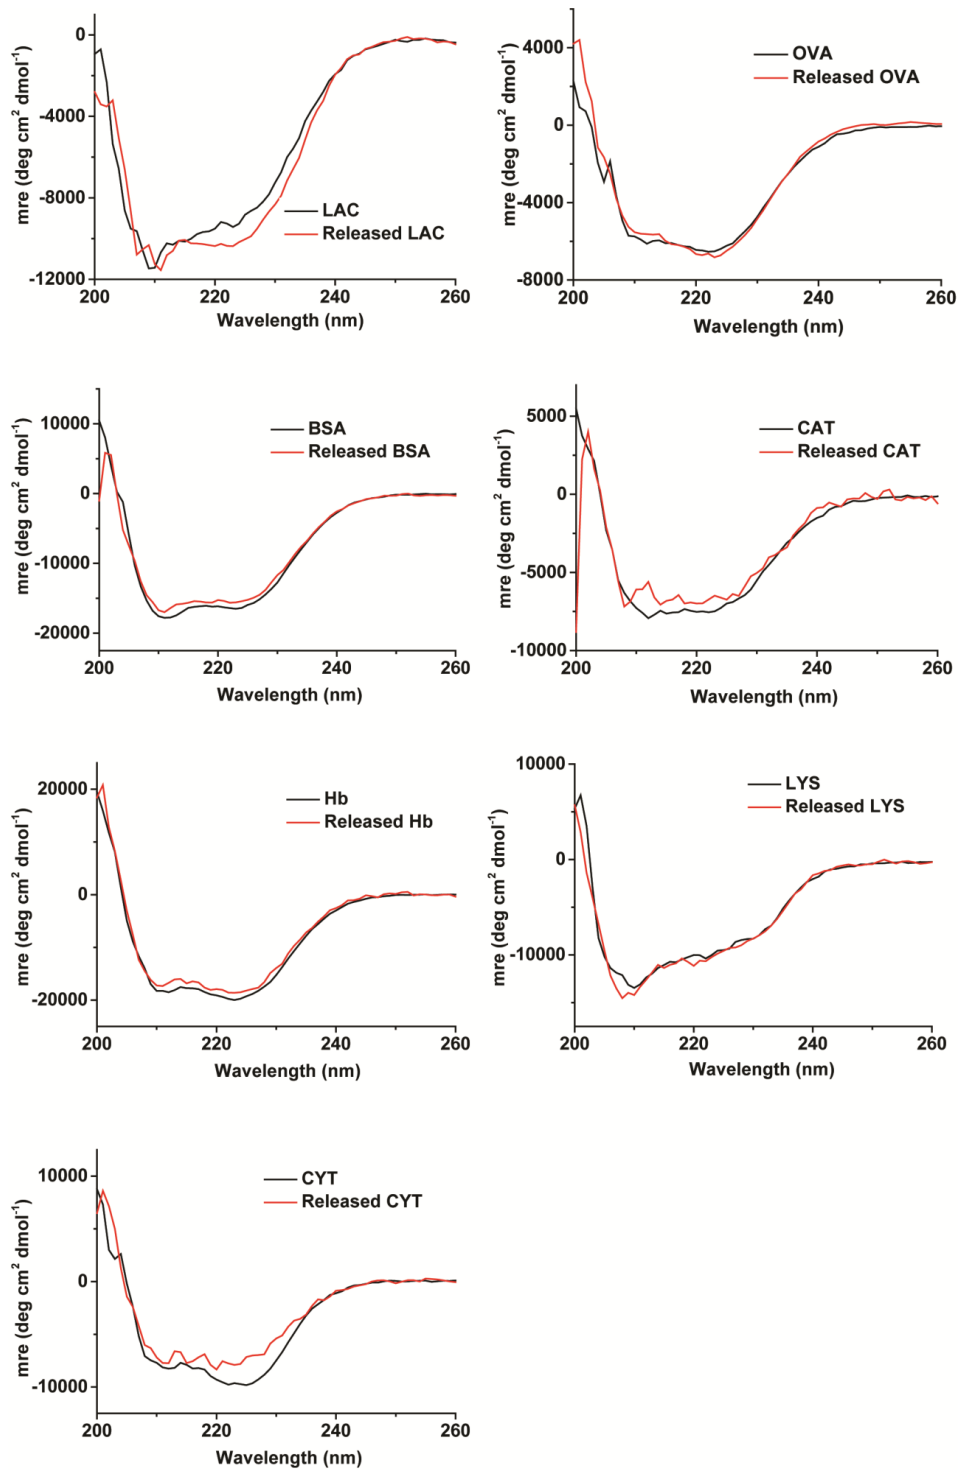 0
-4000
-8000
-12000
mre (deg cm² dmol⁻¹)
LAC
Released LAC
200 220 240 260
Wavelength (nm)
4000
0
-4000
-8000
mre (deg cm² dmol⁻¹)
OVA
Released OVA
200 220 240 260
Wavelength (nm)
10000
0
-10000
-20000
mre (deg cm² dmol⁻¹)
BSA
Released BSA
200 220 240 260
Wavelength (nm)
5000
0
-5000
-10000
mre (deg cm² dmol⁻¹)
CAT
Released CAT
200 220 240 260
Wavelength (nm)
20000
0
-20000
mre (deg cm² dmol⁻¹)
Hb
Released Hb
200 220 240 260
Wavelength (nm)
10000
0
-10000
mre (deg cm² dmol⁻¹)
LYS
Released LYS
200 220 240 260
Wavelength (nm)
10000
0
-10000
mre (deg cm² dmol⁻¹)
CYT
Released CYT
200 220 240 260
Wavelength (nm)